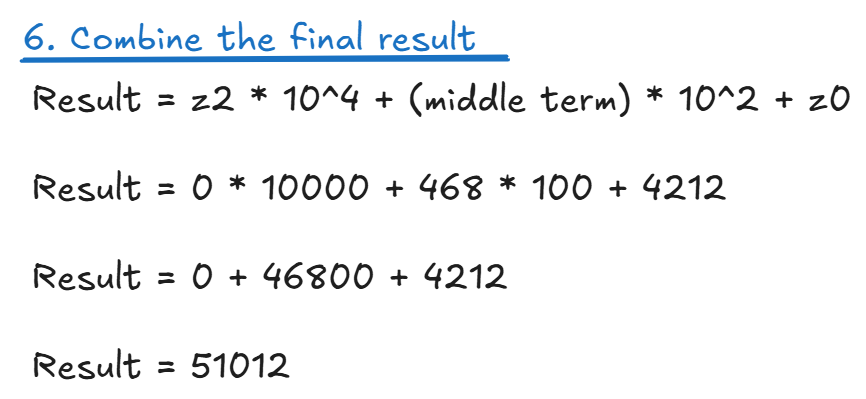 6. Combine the final result
Result = z2 * 10^4 + (middle term) * 10^2 + z0
Result = 0 * 10000 + 468 * 100 + 4212
Result = 0 + 46800 + 4212
Result = 51012